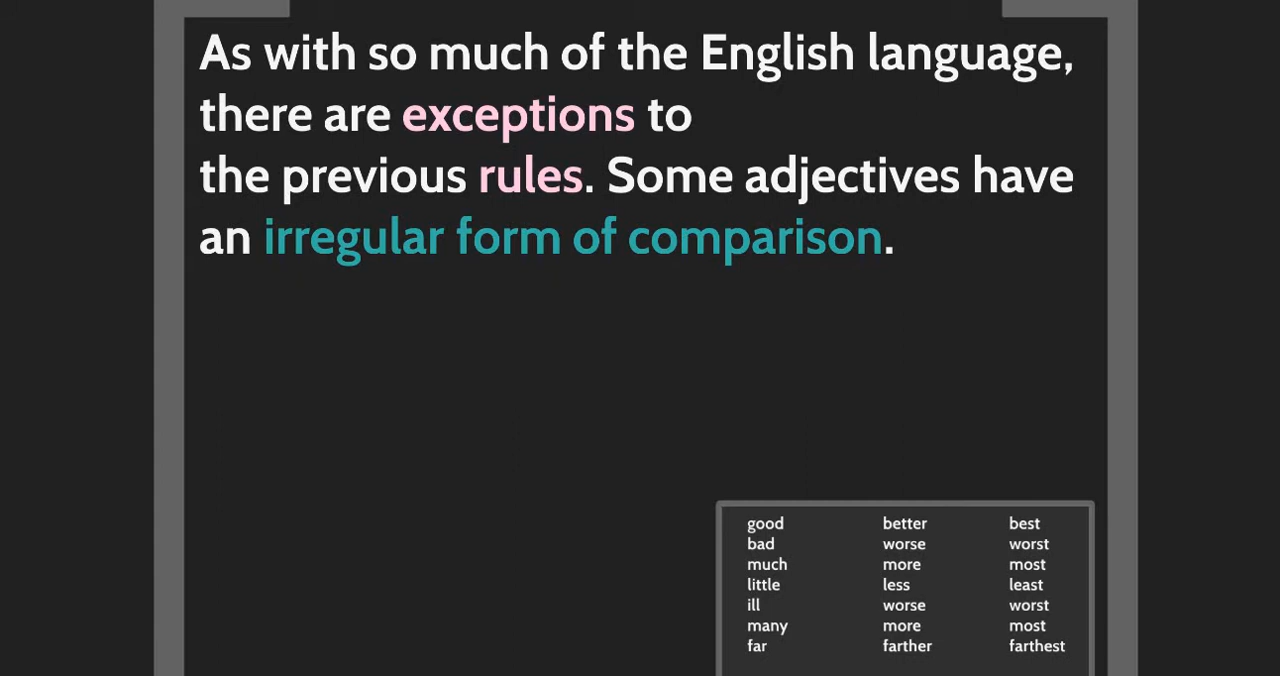 As with so much of the English language,
there are exceptions to
the previous rules. Some adjectives have
an irregular form of comparison.
good better best
bad worse worst
much more most
little less least
ill worse worst
many more most
far farther farthest